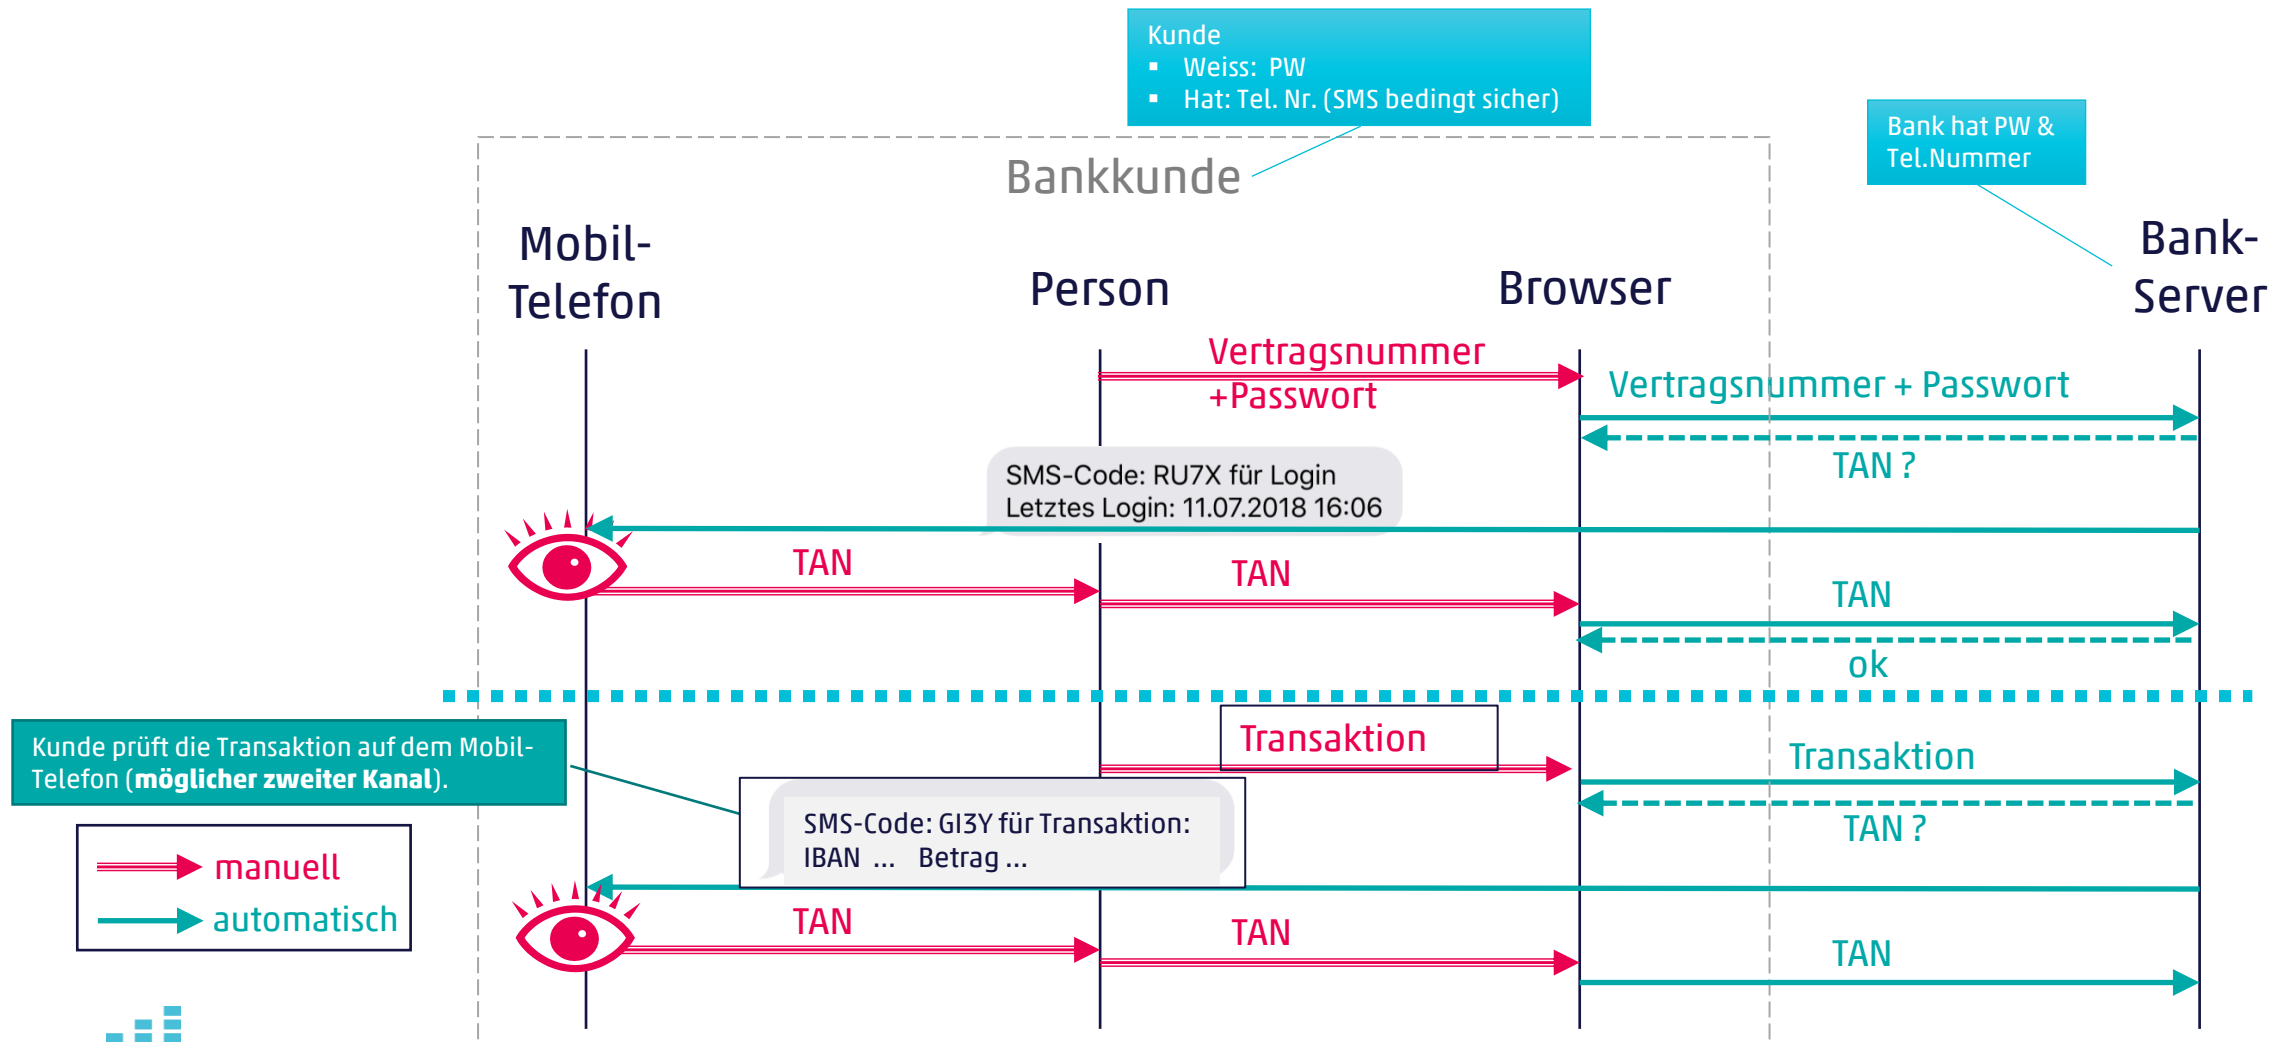 Kunde
▪ Weiss: PW
▪ Hat: Tel. Nr. (SMS bedingt sicher)
Bank hat PW &
Tel.Nummer
Bankkunde
Mobil-
Telefon
Person
Browser
Bank-
Server
Vertragsnummer
+Passwort
Vertragsnummer + Passwort
TAN ?
SMS-Code: RU7X für Login
Letztes Login: 11.07.2018 16:06
TAN
TAN
TAN
ok
Transaktion
Transaktion
Kunde prüft die Transaktion auf dem Mobil-
Telefon (möglicher zweiter Kanal).
TAN ?
SMS-Code: GI3Y für Transaktion:
IBAN ... Betrag ...
manuell
automatisch
TAN
TAN
TAN